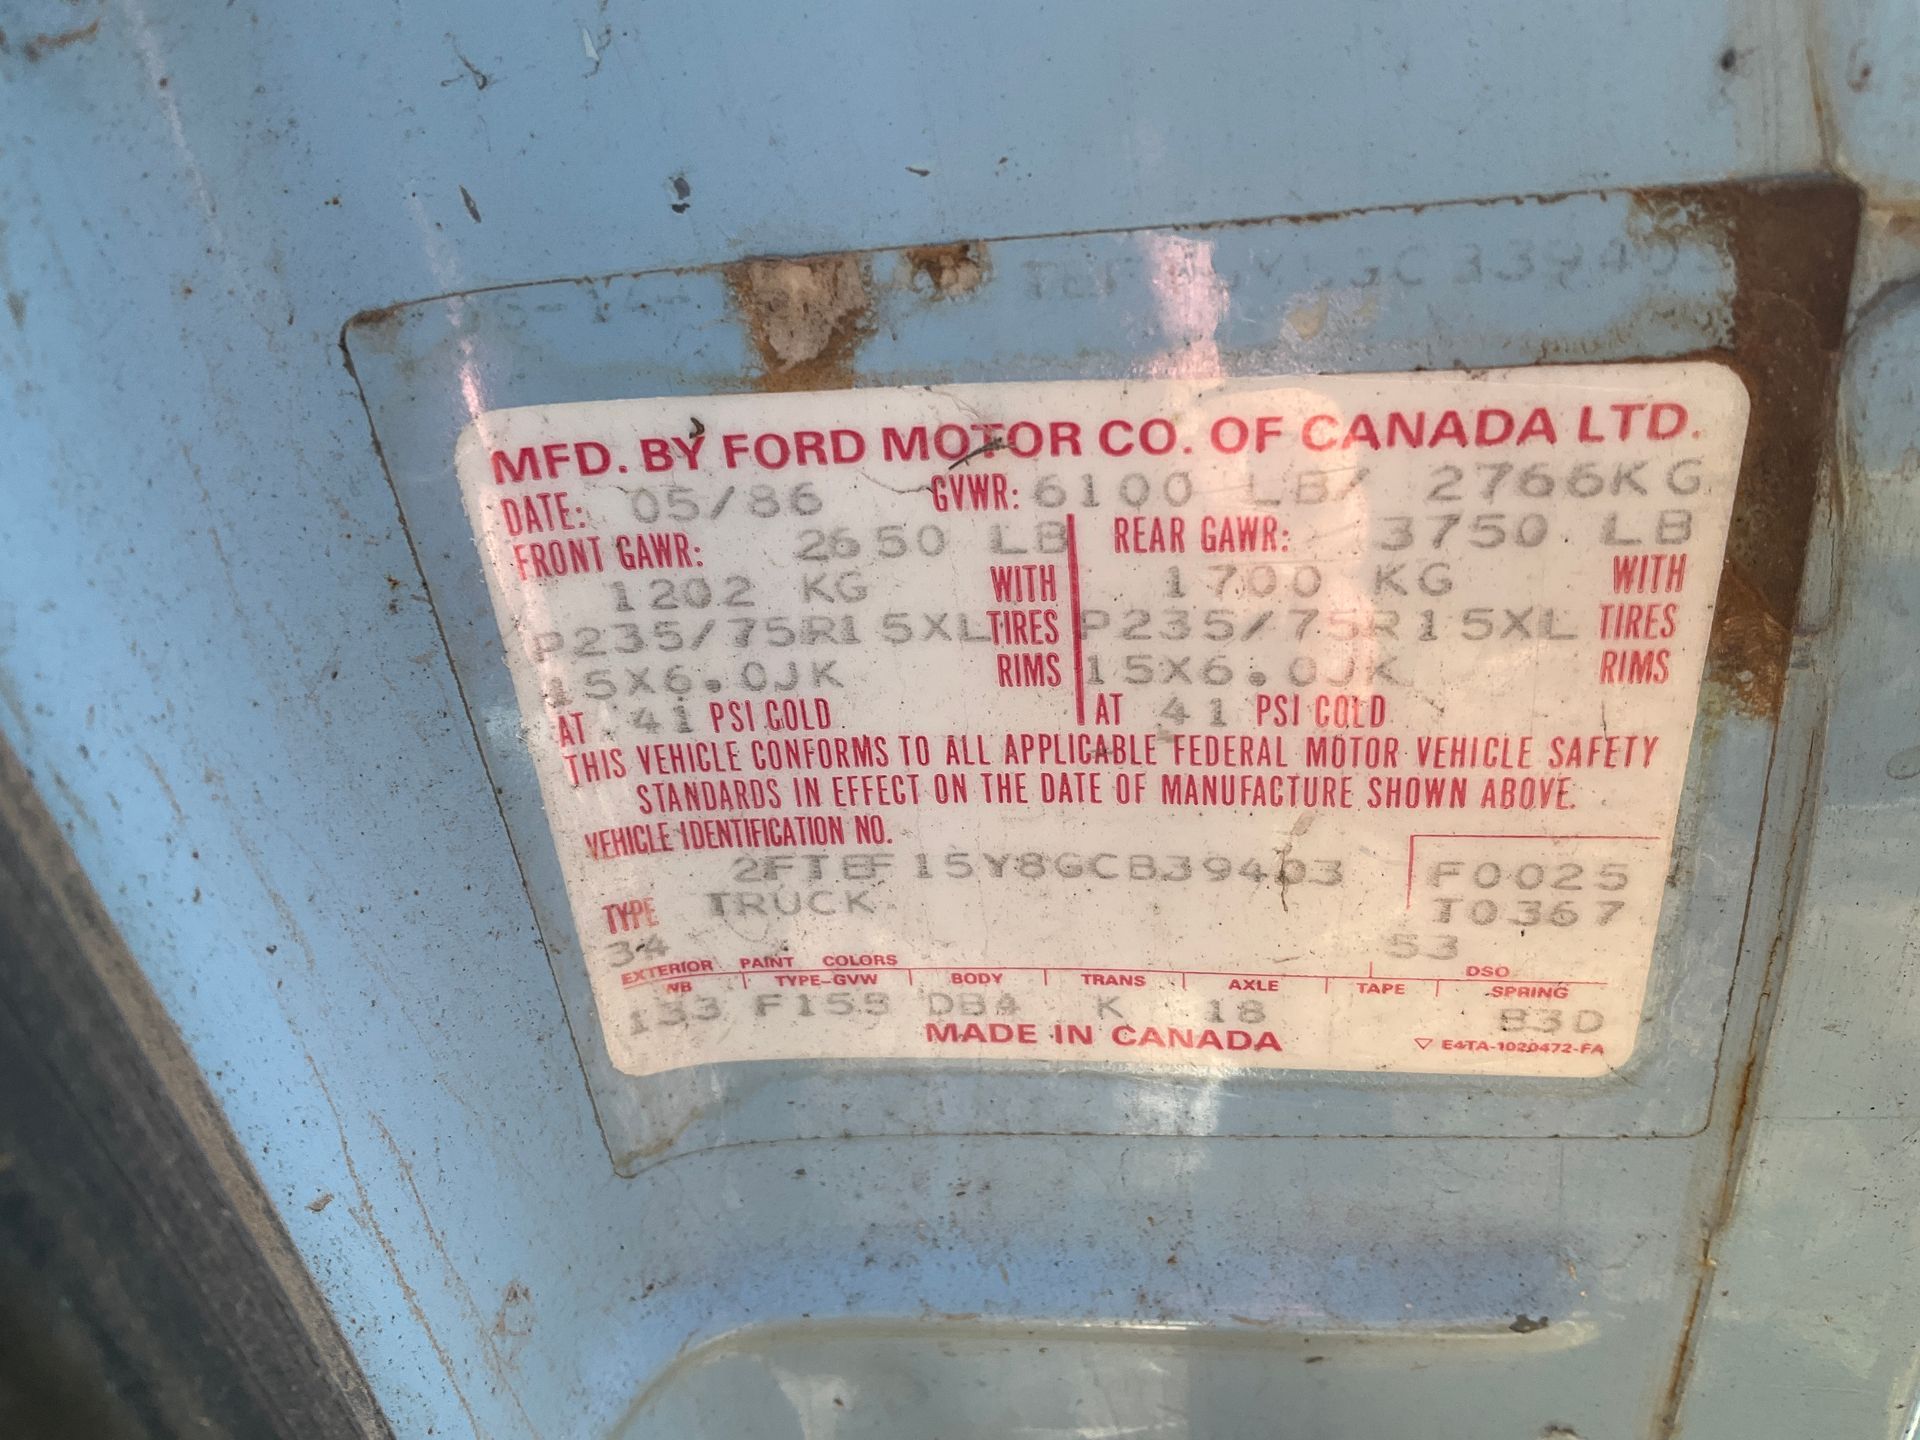 MFD. BY FORD MOTOR CO. OF CANADA LTD.
DATE: 05/86 GVWR: 6100 LB/ 2766KG
FRONT GAWR: 2650 LB REAR GAWR: 3750 LB
1202 KG WITH 1700 KG WITH
P235/75R15XL TIRES P235/75R15XL TIRES
15X6.0JK RIMS 15X6.0JK RIMS
AT 41 PSI COLD AT 41 PSI COLD
THIS VEHICLE CONFORMS TO ALL APPLICABLE FEDERAL MOTOR VEHICLE SAFETY
STANDARDS IN EFFECT ON THE DATE OF MANUFACTURE SHOWN ABOVE.
VEHICLE IDENTIFICATION NO.
2FTEF15Y8GCB39403 F0025
TYPE TRUCK T0367
34 53
EXTERIOR PAINT COLORS DSO
WB TYPE-GVW BODY TRANS AXLE TAPE SPRING
133 F155 DB4 K 18 B3D
MADE IN CANADA ▽ E4TA-1020472-FA